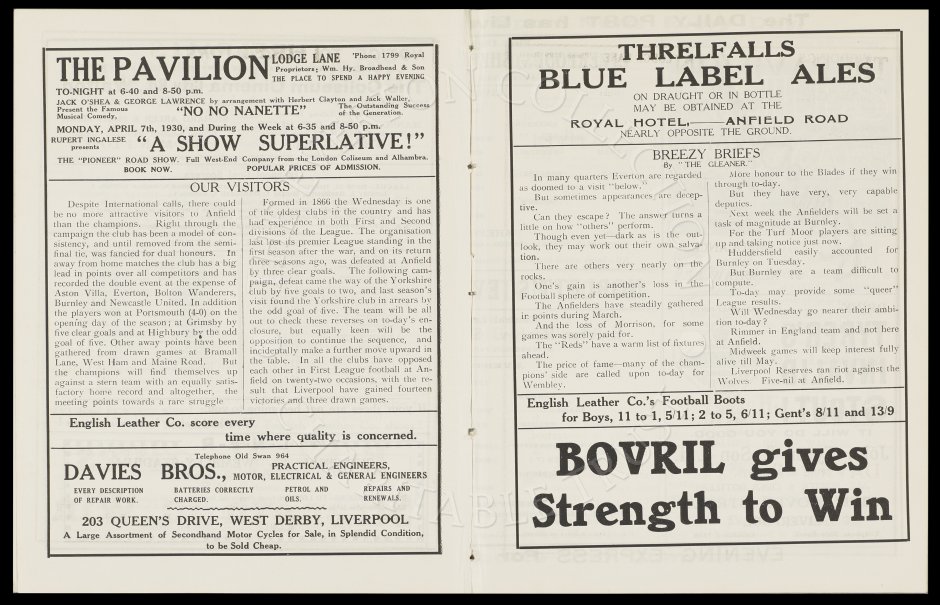 THE PAVILION
LODGE LANE 'Phone 1799 Royal
Proprietors; Wm. Hy. Broadhead & Son
THE PLACE TO SPEND A HAPPY EVENING
TO-NIGHT at 6-40 and 8-50 p.m.
JACK O'SHEA & GEORGE LAWRENCE by arrangement with Herbert Clayton and Jack Waller,
Present the Famous Musical Comedy, "NO NO NANETTE" The Outstanding Success of the Generation.
MONDAY, APRIL 7th, 1930, and During the Week at 6-35 and 8-50 p.m.
RUPERT INGALESE presents "A SHOW SUPERLATIVE!"
THE "PIONEER" ROAD SHOW. Full West-End Company from the London Coliseum and Alhambra.
BOOK NOW. POPULAR PRICES OF ADMISSION.
OUR VISITORS
Despite International calls, there could
be no more attractive visitors to Anfield
than the champions. Right through the
campaign the club has been a model of con-
sistency, and until removed from the semi-
final tie, was fancied for dual honours. In
away from home matches the club has a big
lead in points over all competitors and has
recorded the double event at the expense of
Aston Villa, Everton, Bolton Wanderers,
Burnley and Newcastle United. In addition
the players won at Portsmouth (4-0) on the
opening day of the season; at Grimsby by
five clear goals and at Highbury by the odd
goal of five. Other away points have been
gathered from drawn games at Bramall
Lane, West Ham and Maine Road. But
the champions will find themselves up
against a stern team with an equally satis-
factory home record and altogether, the
meeting points towards a rare struggle
Formed in 1866 the Wednesday is one
of the oldest clubs in the country and has
had experience in both First and Second
divisions of the League. The organisation
last lost its premier League standing in the
first season after the war, and on its return
three seasons ago, was defeated at Anfield
by three clear goals. The following cam-
paign, defeat came the way of the Yorkshire
club by five goals to two, and last season's
visit found the Yorkshire club in arrears by
the odd goal of five. The team will be all
out to check these reverses on to-day's en-
closure, but equally keen will be the
opposition to continue the sequence, and
incidentally make a further move upward in
the table. In all the clubs have opposed
each other in First League football at An-
field on twenty-two occasions, with the re-
sult that Liverpool have gained fourteen
victories and three drawn games.
English Leather Co. score every
time where quality is concerned.
Telephone Old Swan 964
DAVIES BROS., PRACTICAL ENGINEERS,
MOTOR, ELECTRICAL & GENERAL ENGINEERS
EVERY DESCRIPTION OF REPAIR WORK. BATTERIES CORRECTLY CHARGED. PETROL AND OILS. REPAIRS AND RENEWALS.
203 QUEEN'S DRIVE, WEST DERBY, LIVERPOOL
A Large Assortment of Secondhand Motor Cycles for Sale, in Splendid Condition,
to be Sold Cheap.
THRELFALLS
BLUE LABEL ALES
ON DRAUGHT OR IN BOTTLE
MAY BE OBTAINED AT THE
ROYAL HOTEL,——ANFIELD ROAD
NEARLY OPPOSITE THE GROUND.
BREEZY BRIEFS
By "THE GLEANER."
In many quarters Everton are regarded
as doomed to a visit "below."
But sometimes appearances are decep-
tive.
Can they escape? The answer turns a
little on how "others" perform.
Though even yet—dark as is the out-
look, they may work out their own salva-
tion.
There are others very nearly on the
rocks.
One's gain is another's loss in the
Football sphere of competition.
The Anfielders have steadily gathered
in points during March.
And the loss of Morrison, for some
games was sorely paid for.
The "Reds" have a warm list of fixtures
ahead.
The price of fame—many of the cham-
pions' side are called upon to-day for
Wembley.
More honour to the Blades if they win
through to-day.
But they have very, very capable
deputies.
Next week the Anfielders will be set a
task of magnitude at Burnley.
For the Turf Moor players are sitting
up and taking notice just now.
Huddersfield easily accounted for
Burnley on Tuesday.
But Burnley are a team difficult to
compute.
To-day may provide some "queer"
League results.
Will Wednesday go nearer their ambi-
tion to-day?
Rimmer in England team and not here
at Anfield.
Midweek games will keep interest fully
alive till May.
Liverpool Reserves ran riot against the
Wolves Five-nil at Anfield.
English Leather Co.'s Football Boots
for Boys, 11 to 1, 5/11; 2 to 5, 6/11; Gent's 8/11 and 13/9
BOVRIL gives
Strength to Win